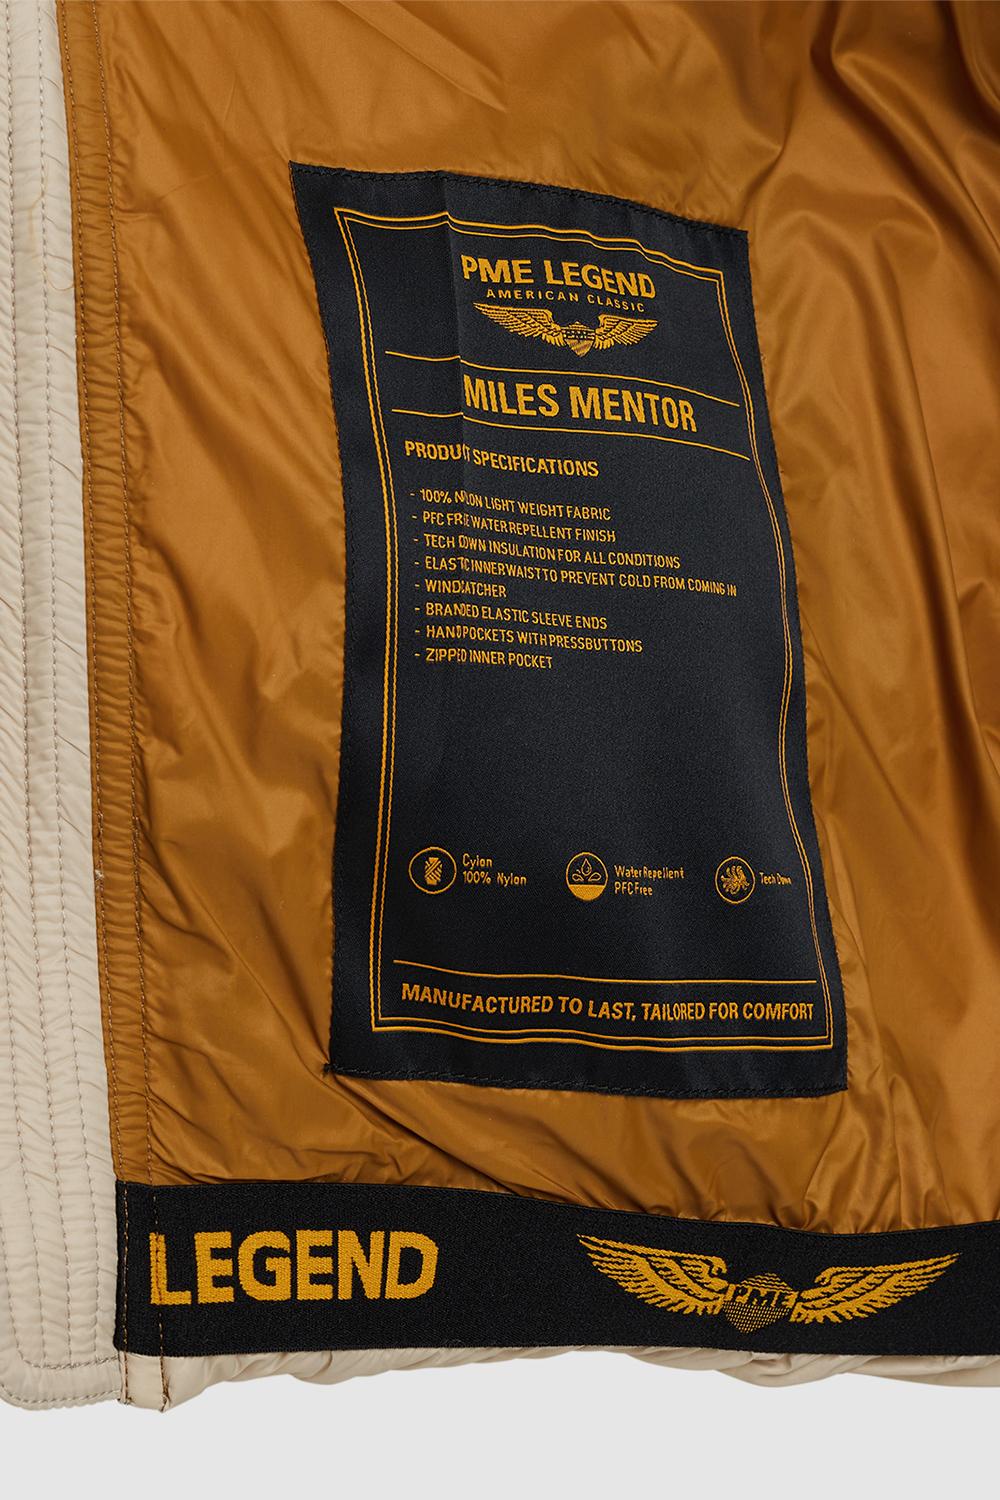 PME LEGEND
AMERICAN CLASSIC
PME
MILES MENTOR
PRODUCT SPECIFICATIONS
- 100% NYLON LIGHT WEIGHT FABRIC
- PFC FREE WATER REPELLENT FINISH
- TECH DOWN INSULATION FOR ALL CONDITIONS
- ELASTIC INNERWAIST TO PREVENT COLD FROM COMING IN
- WINDCATCHER
- BRANDED ELASTIC SLEEVE ENDS
- HANDPOCKETS WITH PRESSBUTTONS
- ZIPPED INNER POCKET
Cylon
100% Nylon
Water Repellent
PFC Free
Tech Down
MANUFACTURED TO LAST, TAILORED FOR COMFORT
LEGEND
PME